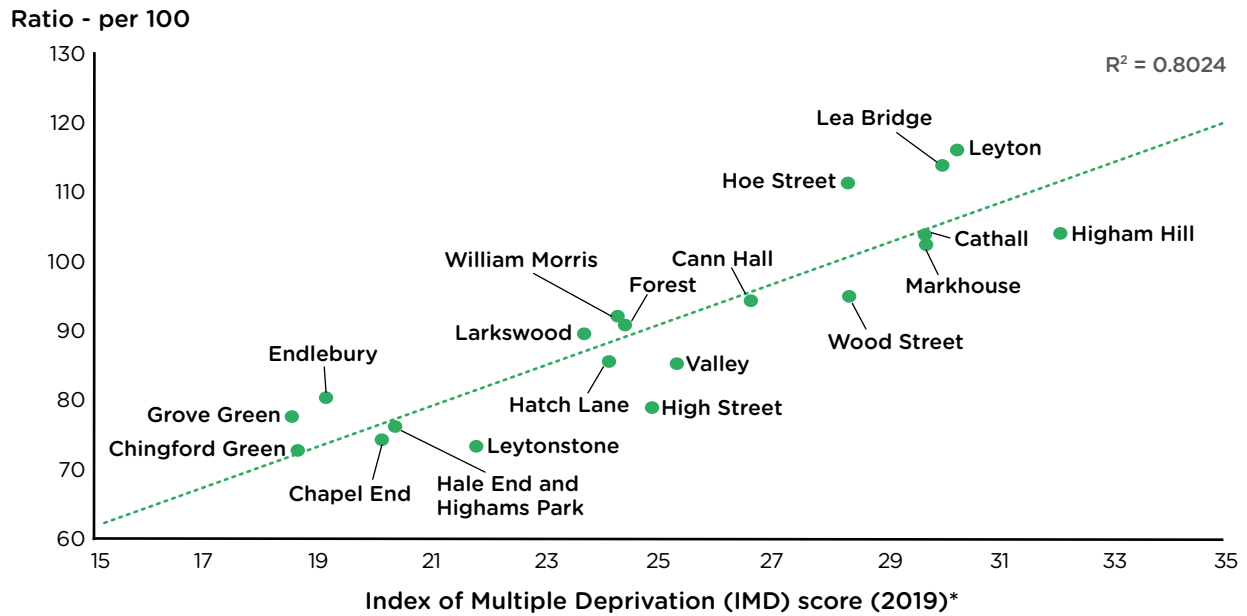 Ratio - per 100
130
R² = 0.8024
120
Lea Bridge
Leyton
110
Hoe Street
100
William Morris
Cann Hall
Cathall
Higham Hill
Forest
Markhouse
90
Larkswood
Wood Street
Endlebury
Valley
80
Grove Green
Hatch Lane
High Street
Chingford Green
Leytonstone
70
Chapel End
Hale End and
Highams Park
60
15 17 19 21 23 25 27 29 31 33 35
Index of Multiple Deprivation (IMD) score (2019)*